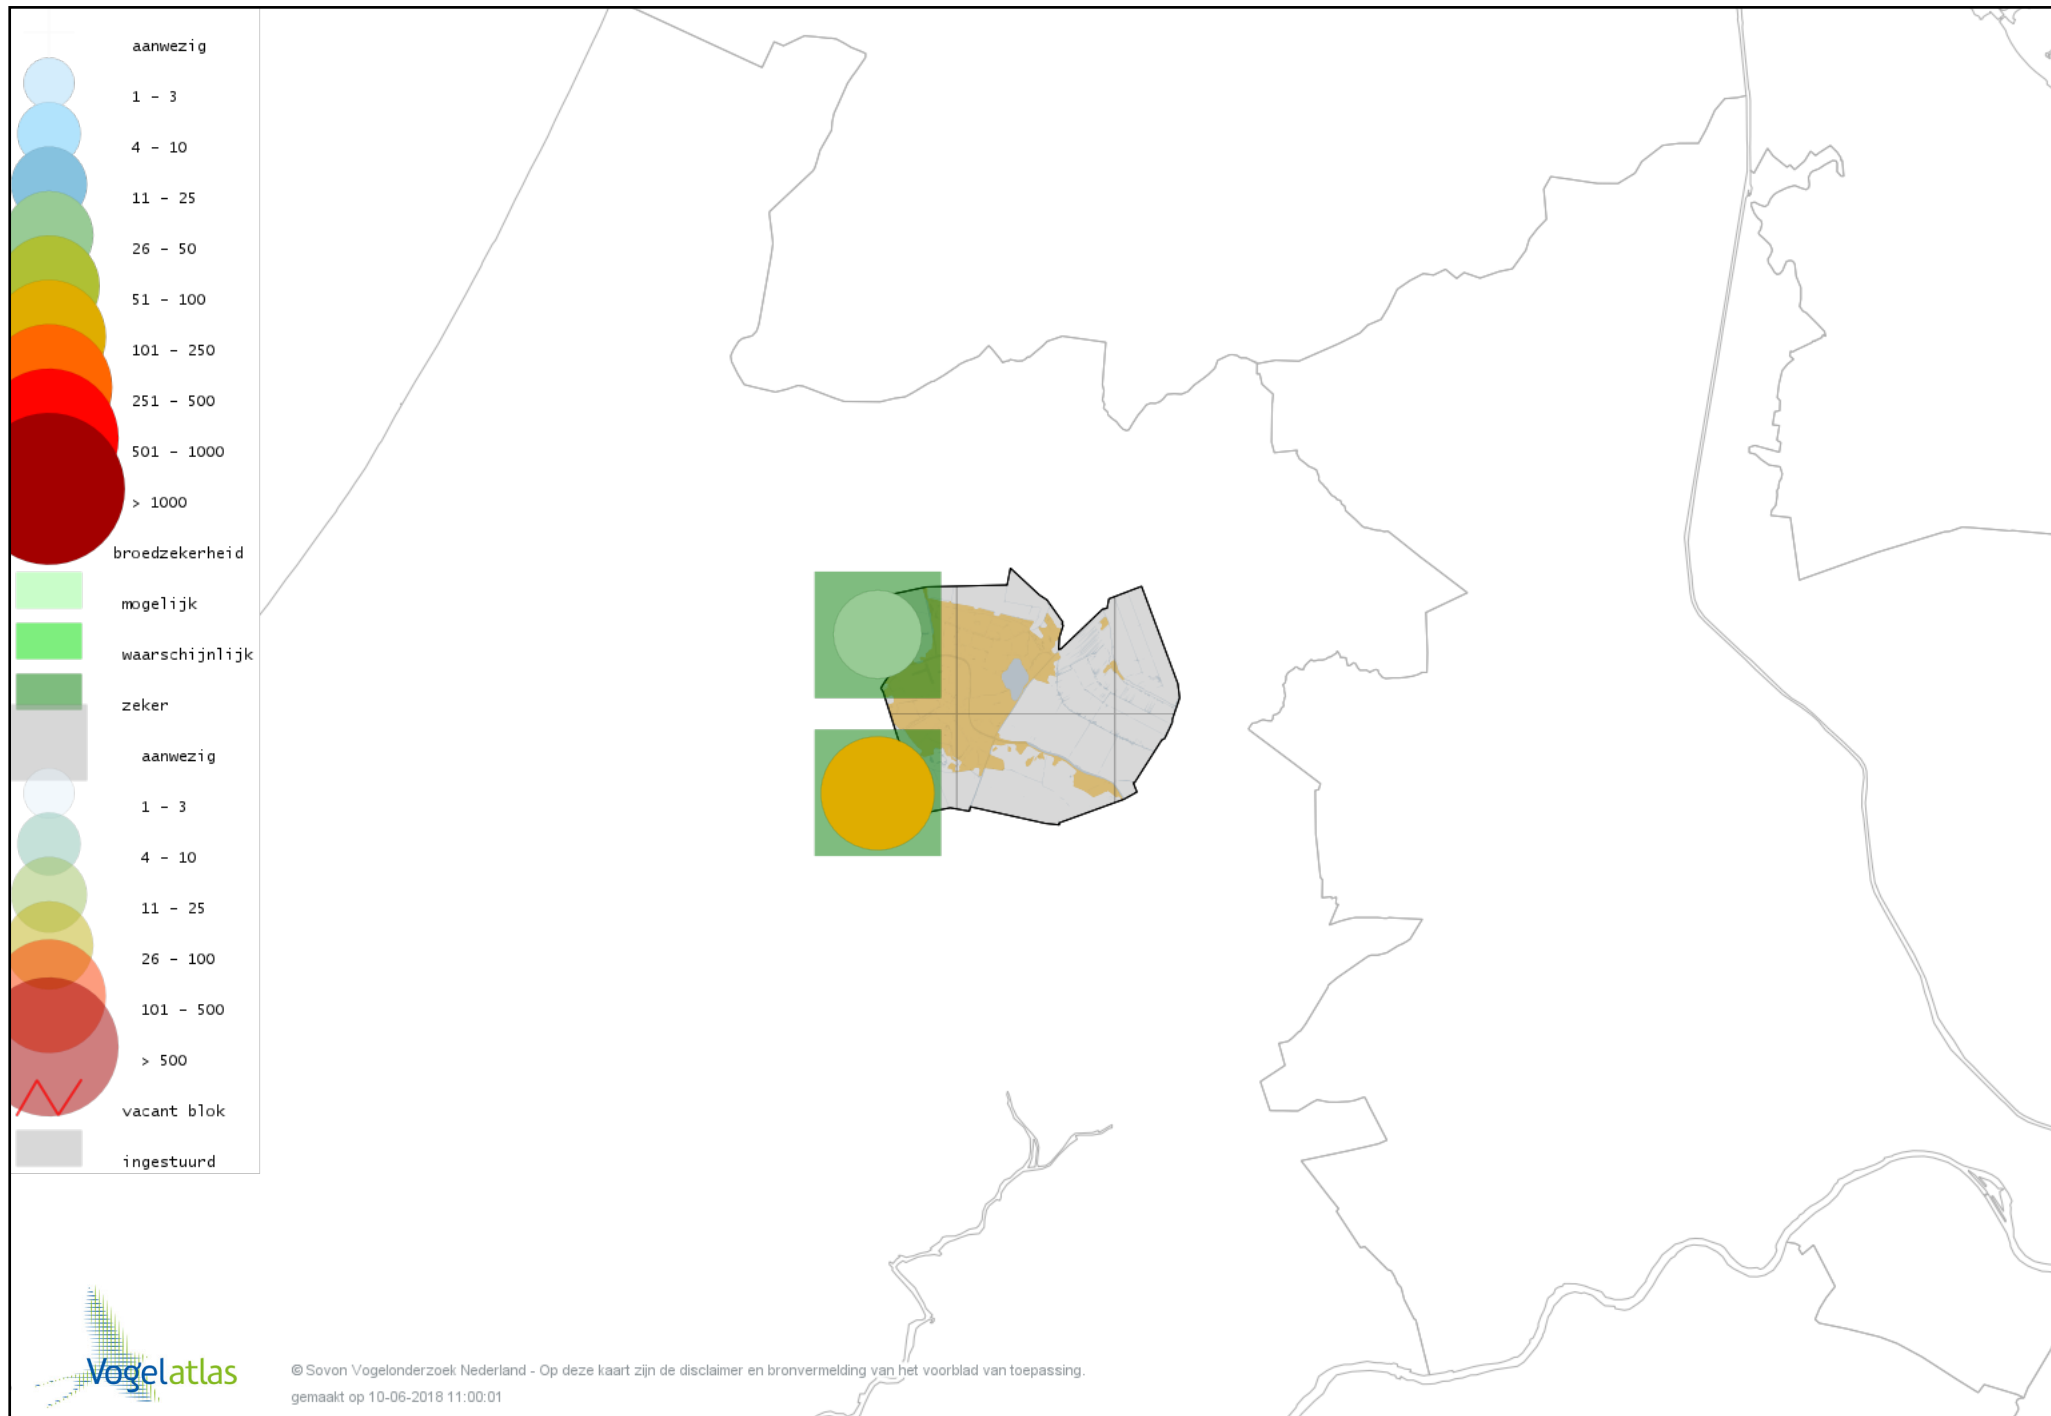 aanwezig
1 - 3
4 - 10
11 - 25
26 - 50
51 - 100
101 - 250
251 - 500
501 - 1000
> 1000
broedzekerheid
mogelijk
waarschijnlijk
zeker
aanwezig
1 - 3
4 - 10
11 - 25
26 - 100
101 - 500
> 500
vacant blok
ingestuurd
Vogelatlas
© Sovon Vogelonderzoek Nederland - Op deze kaart zijn de disclaimer en bronvermelding van het voorblad van toepassing.
gemaakt op 10-06-2018 11:00:01